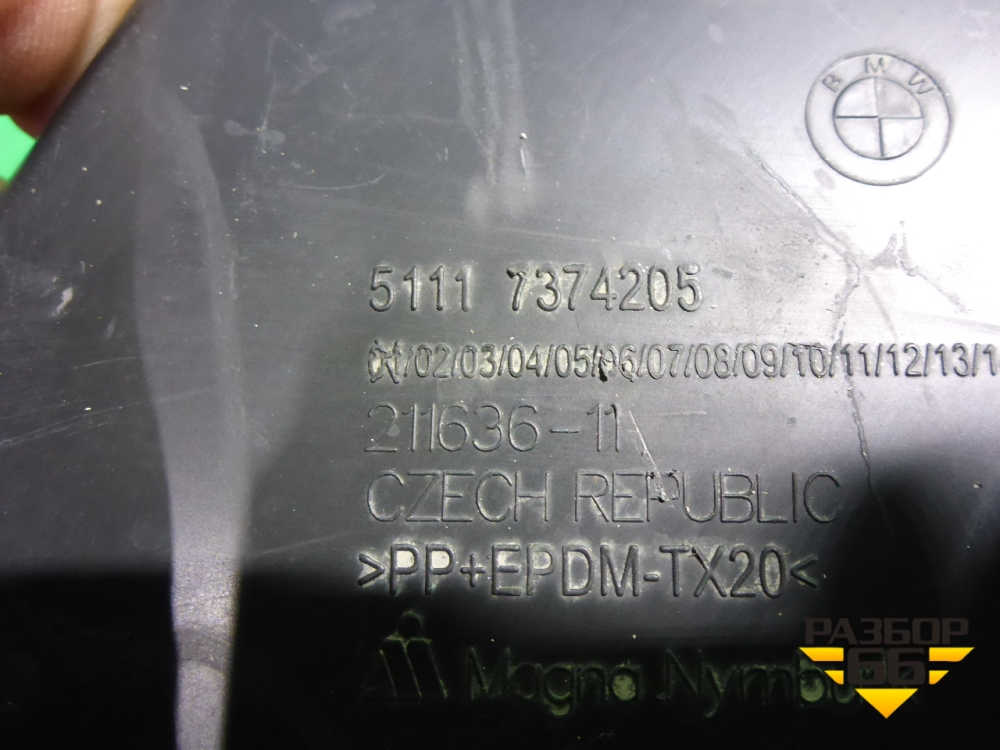 BMW
5111 7374205
01/02/03/04/05/06/07/08/09/10/11/12/13/1
211636-11
CZECH REPUBLIC
>PP+EPDM-TX20<
Magna
РАЗБОР
66